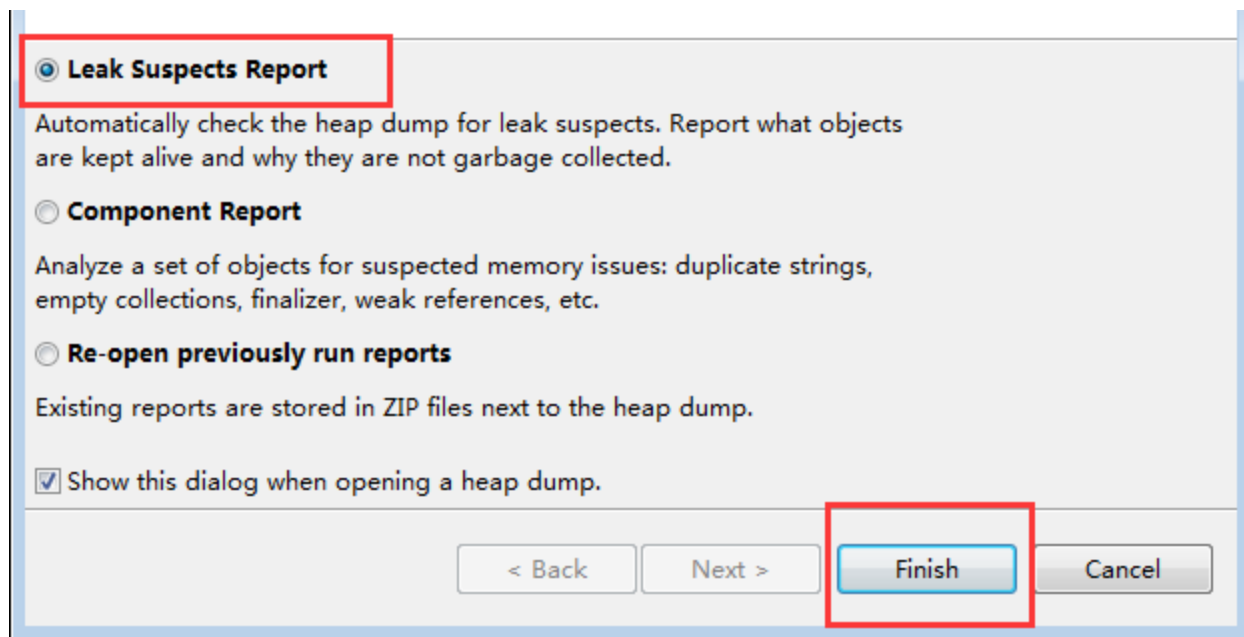 Leak Suspects Report
Automatically check the heap dump for leak suspects. Report what objects
are kept alive and why they are not garbage collected.
Component Report
Analyze a set of objects for suspected memory issues: duplicate strings,
empty collections, finalizer, weak references, etc.
Re-open previously run reports
Existing reports are stored in ZIP files next to the heap dump.
Show this dialog when opening a heap dump.
< Back Next > Finish Cancel